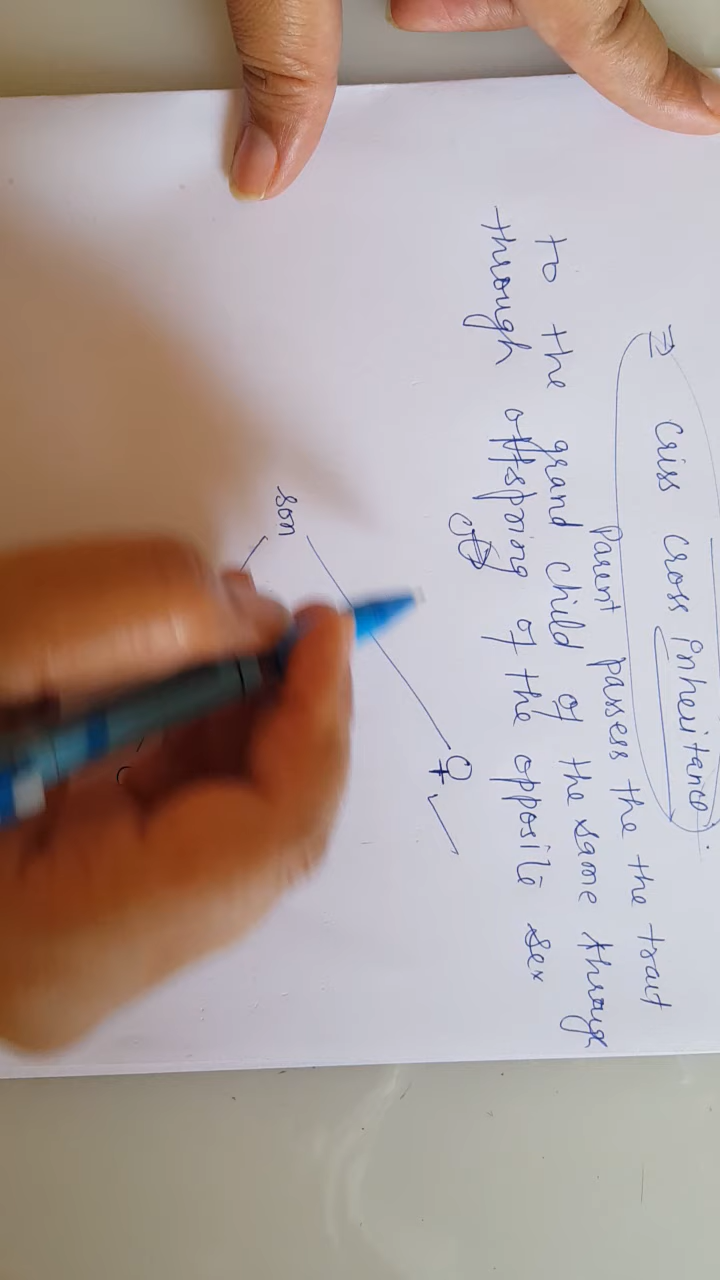 ⇒ criss cross inheritance.
Parent passess the the trait
to the grand child of the same through
through offspring of the opposite sex
♀
son